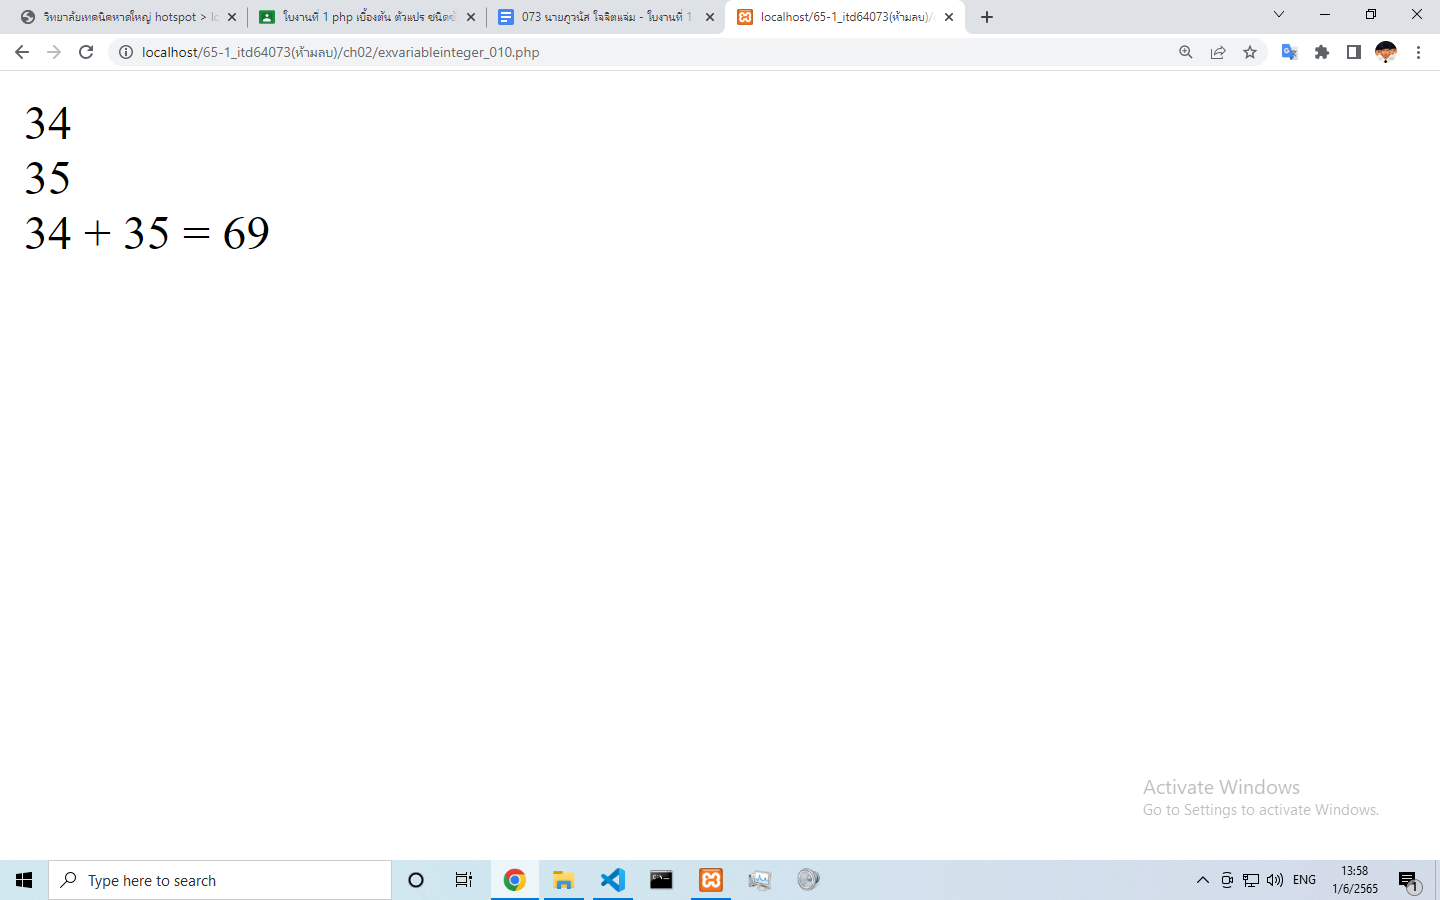 วิทยาลัยเทคนิคหาดใหญ่ hotspot > lo
ใบงานที่ 1 php เบื้องต้น ตัวแปร ชนิดข้
073 นายภูวนัส ใจจิตแจ่ม - ใบงานที่ 1
localhost/65-1_itd64073(ห้ามลบ)/
localhost/65-1_itd64073(ห้ามลบ)/ch02/exvariableinteger_010.php
34
35
34 + 35 = 69
Activate Windows
Go to Settings to activate Windows.
Type here to search
ENG
13:58
1/6/2565
1